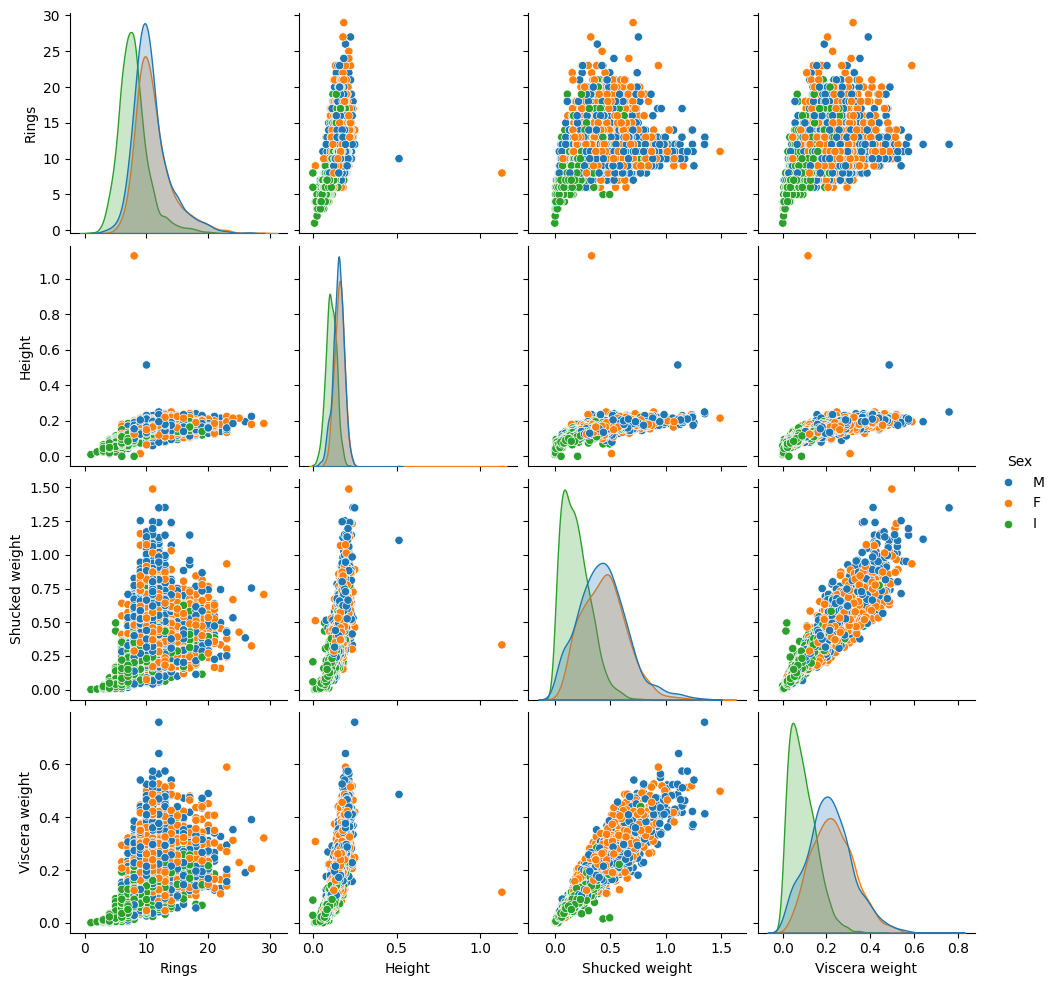 30
25
20
15
10
5
0
Rings
1.0
0.8
0.6
0.4
0.2
0.0
Height
Sex
M
F
I
1.50
1.25
1.00
0.75
0.50
0.25
0.00
Shucked weight
0.6
0.4
0.2
0.0
Viscera weight
0 10 20 30
0.0 0.5 1.0
0.0 0.5 1.0 1.5
0.0 0.2 0.4 0.6 0.8
Rings
Height
Shucked weight
Viscera weight